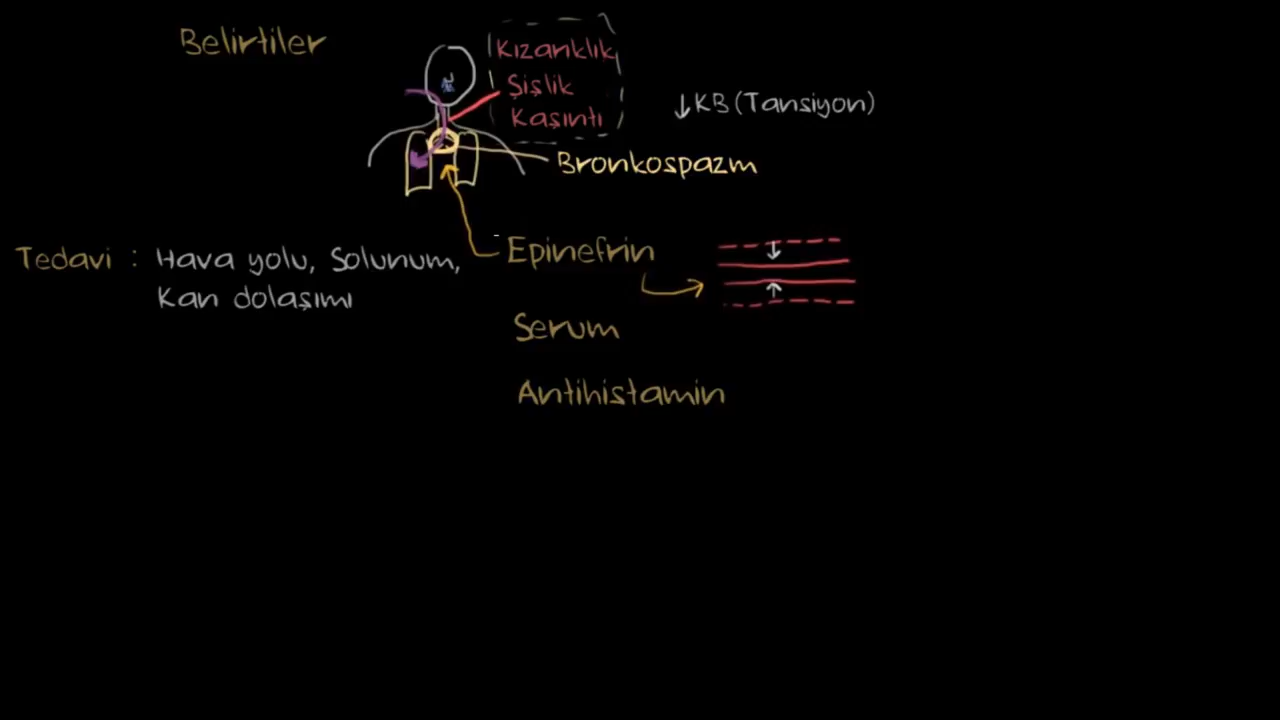 Belirtiler
Kızarıklık
Şişlik
Kaşıntı
↓KB (Tansiyon)
Bronkospazm
Tedavi : Hava yolu, Solunum,
Kan dolaşımı
Epinefrin
Serum
Antihistamin